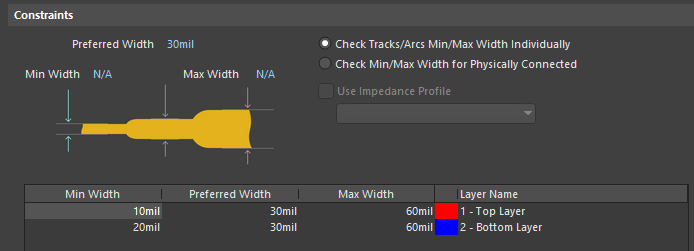 Constraints
Preferred Width 30mil
Check Tracks/Arcs Min/Max Width Individually
Check Min/Max Width for Physically Connected
Min Width N/A Max Width N/A
Use Impedance Profile
Min Width Preferred Width Max Width Layer Name
10mil 30mil 60mil 1 - Top Layer
20mil 30mil 60mil 2 - Bottom Layer